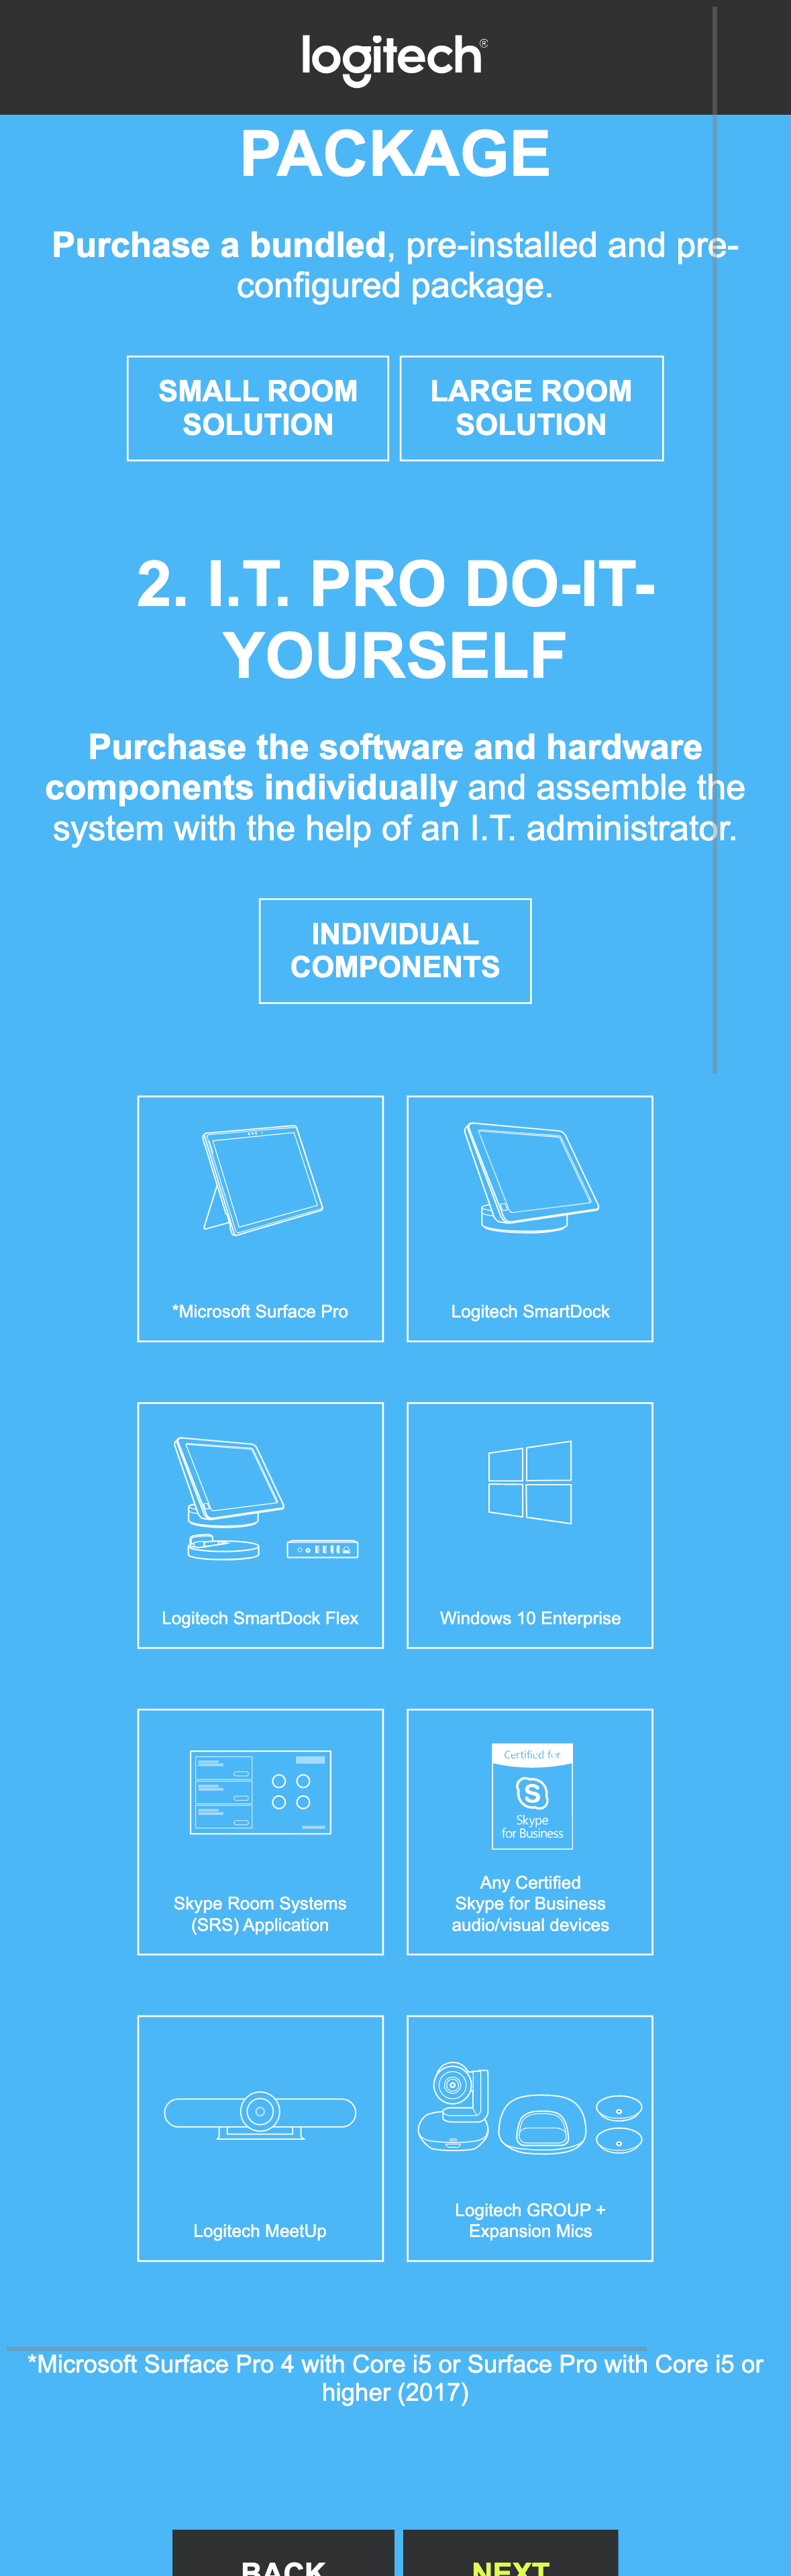 logitech®
PACKAGE
Purchase a bundled, pre-installed and pre-
configured package.
SMALL ROOM
SOLUTION
LARGE ROOM
SOLUTION
2. I.T. PRO DO-IT-
YOURSELF
Purchase the software and hardware
components individually and assemble the
system with the help of an I.T. administrator.
INDIVIDUAL
COMPONENTS
*Microsoft Surface Pro
Logitech SmartDock
Logitech SmartDock Flex
Windows 10 Enterprise
Skype Room Systems
(SRS) Application
Certified for
S
Skype
for Business
Any Certified
Skype for Business
audio/visual devices
Logitech MeetUp
Logitech GROUP +
Expansion Mics
*Microsoft Surface Pro 4 with Core i5 or Surface Pro with Core i5 or
higher (2017)
BACK
NEXT